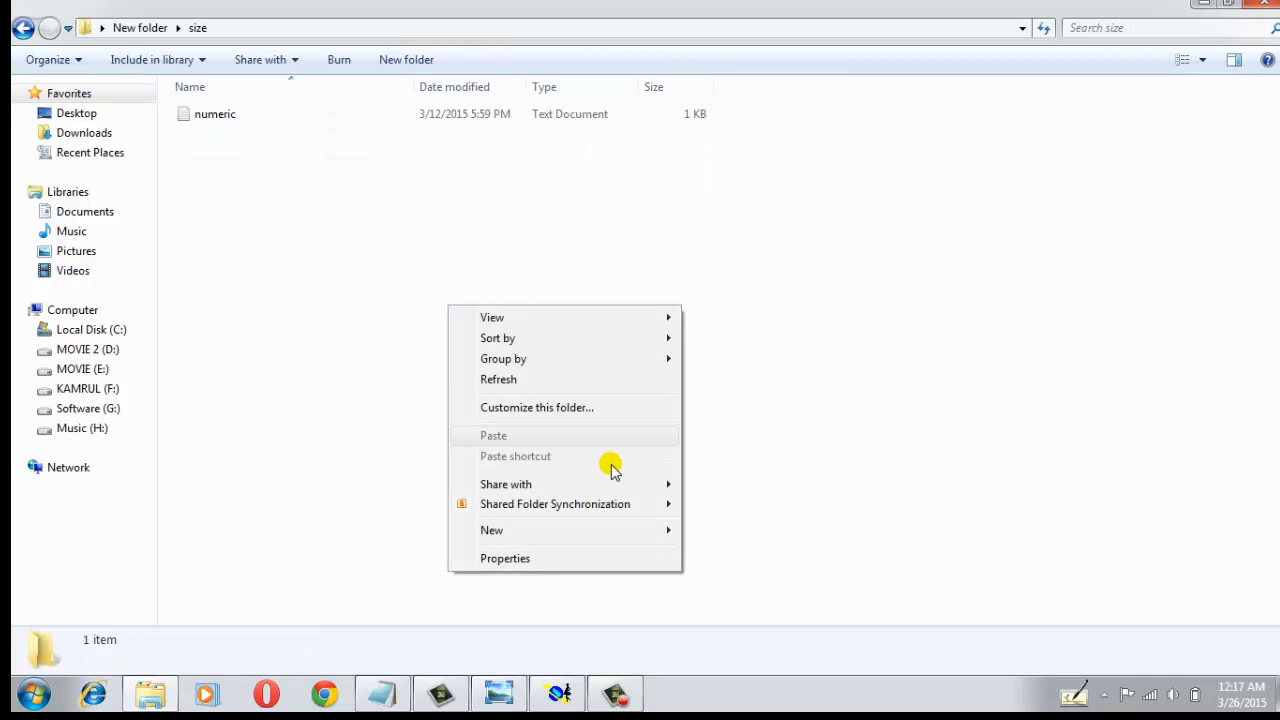 New folder size
Search size
Organize Include in library Share with Burn New folder
Name Date modified Type Size
numeric 3/12/2015 5:59 PM Text Document 1 KB
Favorites
Desktop
Downloads
Recent Places
Libraries
Documents
Music
Pictures
Videos
Computer
Local Disk (C:)
MOVIE 2 (D:)
MOVIE (E:)
KAMRUL (F:)
Software (G:)
Music (H:)
Network
View
Sort by
Group by
Refresh
Customize this folder...
Paste
Paste shortcut
Share with
S
Shared Folder Synchronization
New
Properties
1 item
12:17 AM
3/26/2015